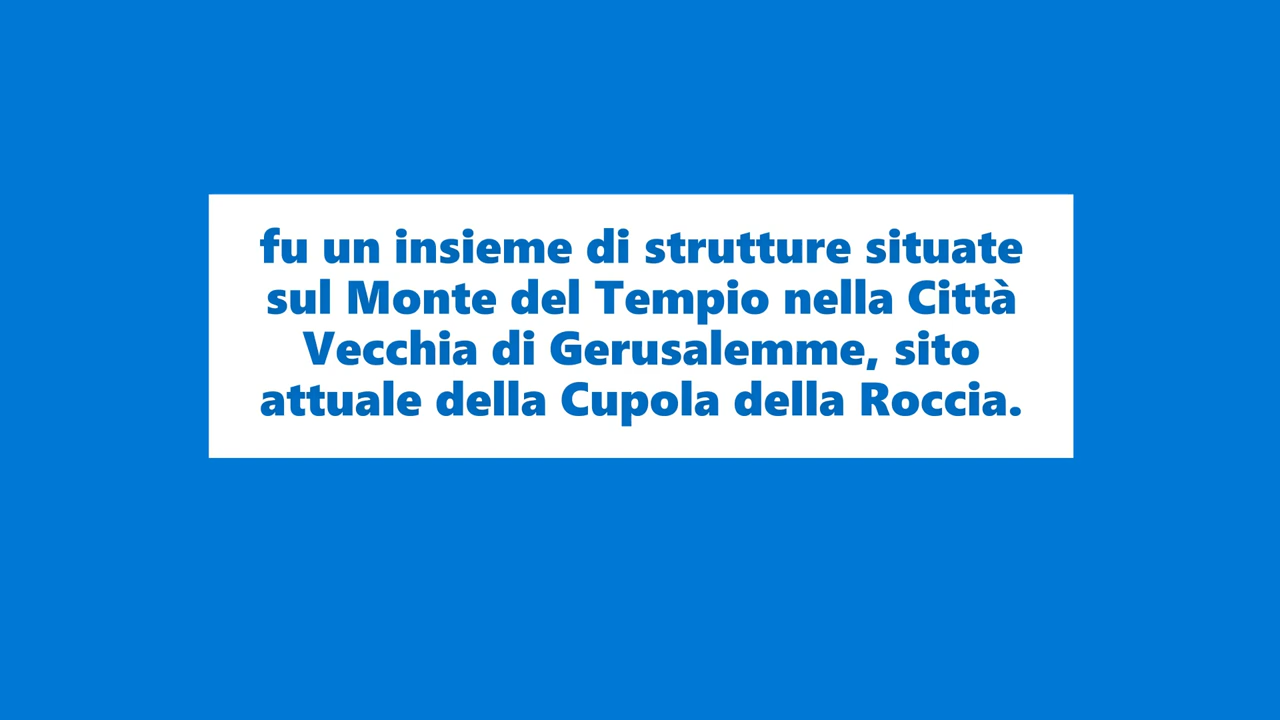 fu un insieme di strutture situate
sul Monte del Tempio nella Città
Vecchia di Gerusalemme, sito
attuale della Cupola della Roccia.